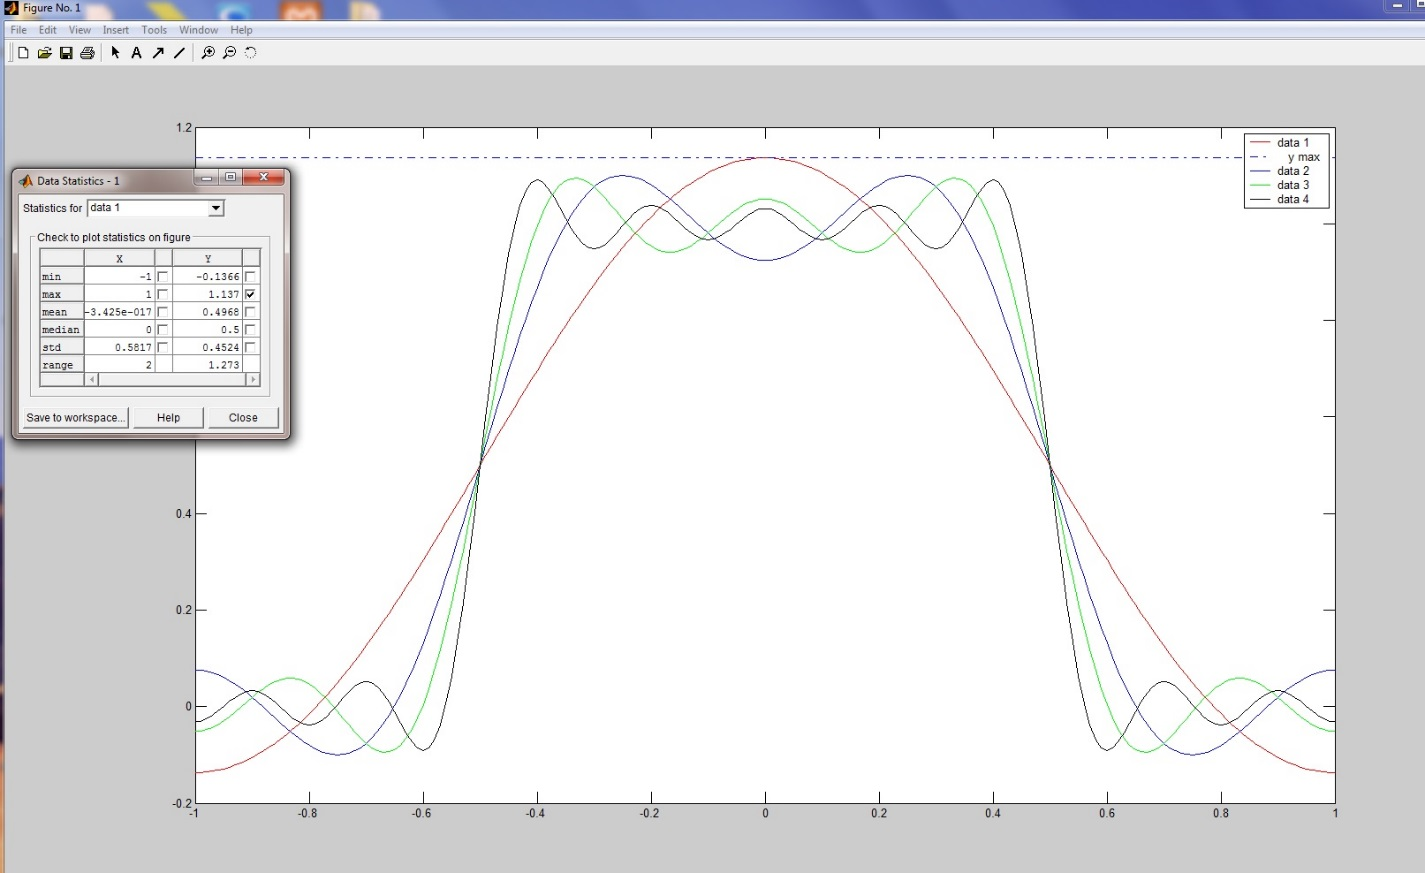 Figure No. 1
File Edit View Insert Tools Window Help
1.2
data 1
y max
data 2
data 3
data 4
Data Statistics - 1
Statistics for data 1
Check to plot statistics on figure
X Y
min -1 -0.1366
max 1 1.137
mean -3.425e-017 0.4968
median 0 0.5
std 0.5817 0.4524
range 2 1.273
Save to workspace... Help Close
0.4
0.2
0
-0.2
-1 -0.8 -0.6 -0.4 -0.2 0 0.2 0.4 0.6 0.8 1